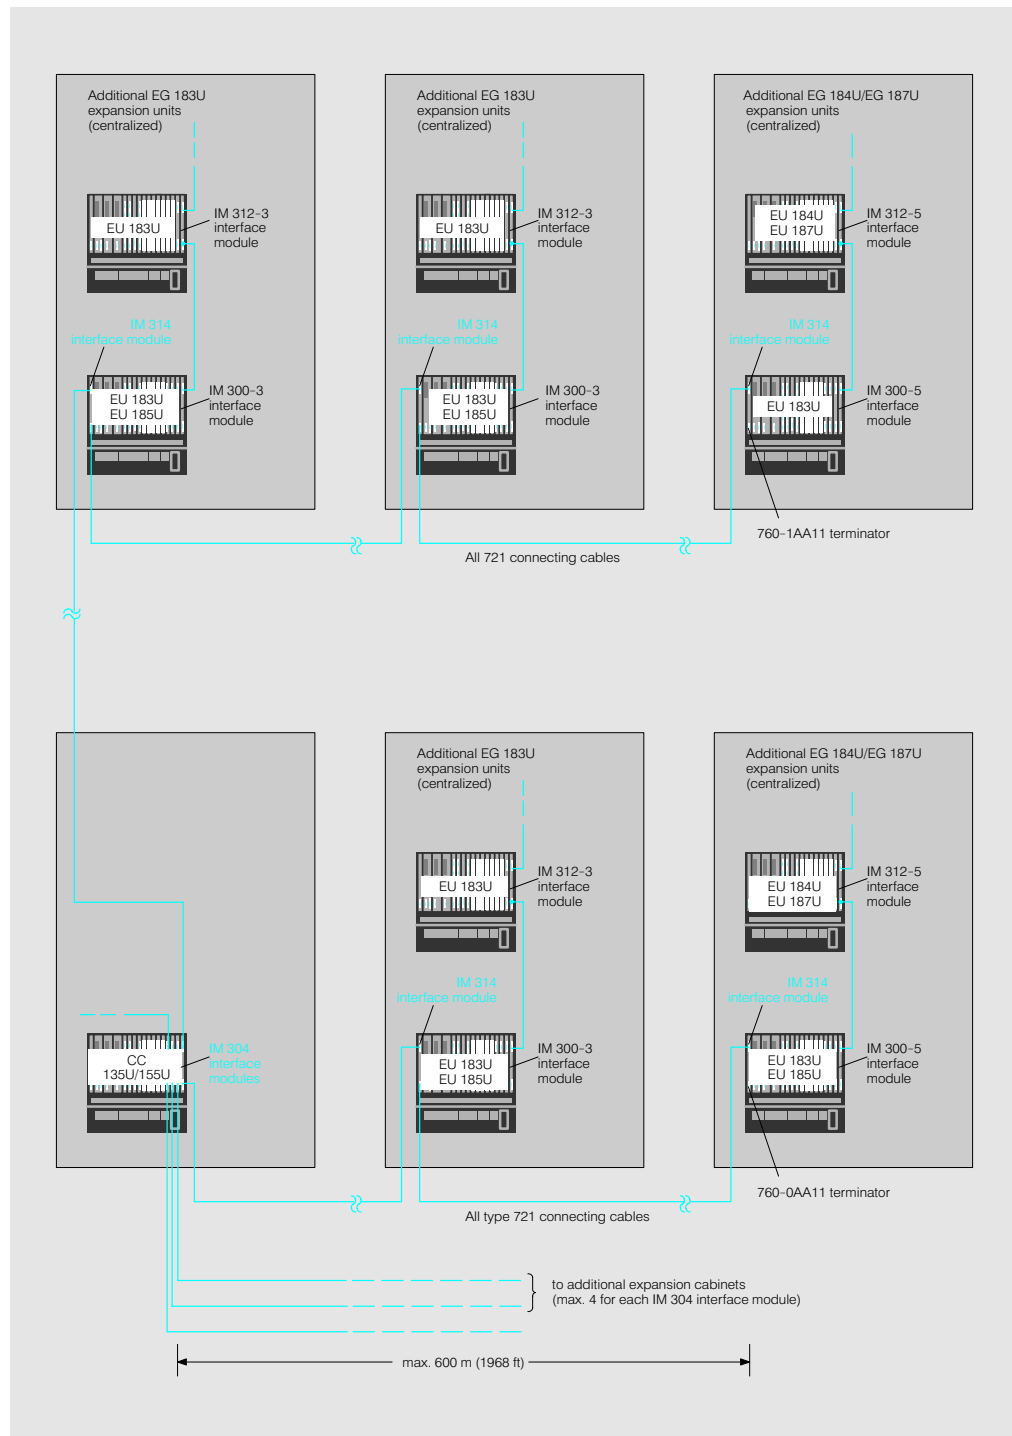 Additional EG 183U
expansion units
(centralized)
IM 312-3
interface
module
EU 183U
IM 314
interface module
EU 183U
EU 185U
IM 300-3
interface
module
Additional EG 183U
expansion units
(centralized)
IM 312-3
interface
module
EU 183U
IM 314
interface module
EU 183U
EU 185U
IM 300-3
interface
module
Additional EG 184U/EG 187U
expansion units
(centralized)
IM 312-5
interface
module
EU 184U
EU 187U
IM 314
interface module
EU 183U
IM 300-5
interface
module
760-1AA11 terminator
All 721 connecting cables
CC
135U/155U
IM 304
interface
modules
Additional EG 183U
expansion units
(centralized)
IM 312-3
interface
module
EU 183U
IM 314
interface module
EU 183U
EU 185U
IM 300-3
interface
module
Additional EG 184U/EG 187U
expansion units
(centralized)
IM 312-5
interface
module
EU 184U
EU 187U
IM 314
interface module
EU 183U
EU 185U
IM 300-5
interface
module
760-0AA11 terminator
All type 721 connecting cables
to additional expansion cabinets
(max. 4 for each IM 304 interface module)
max. 600 m (1968 ft)